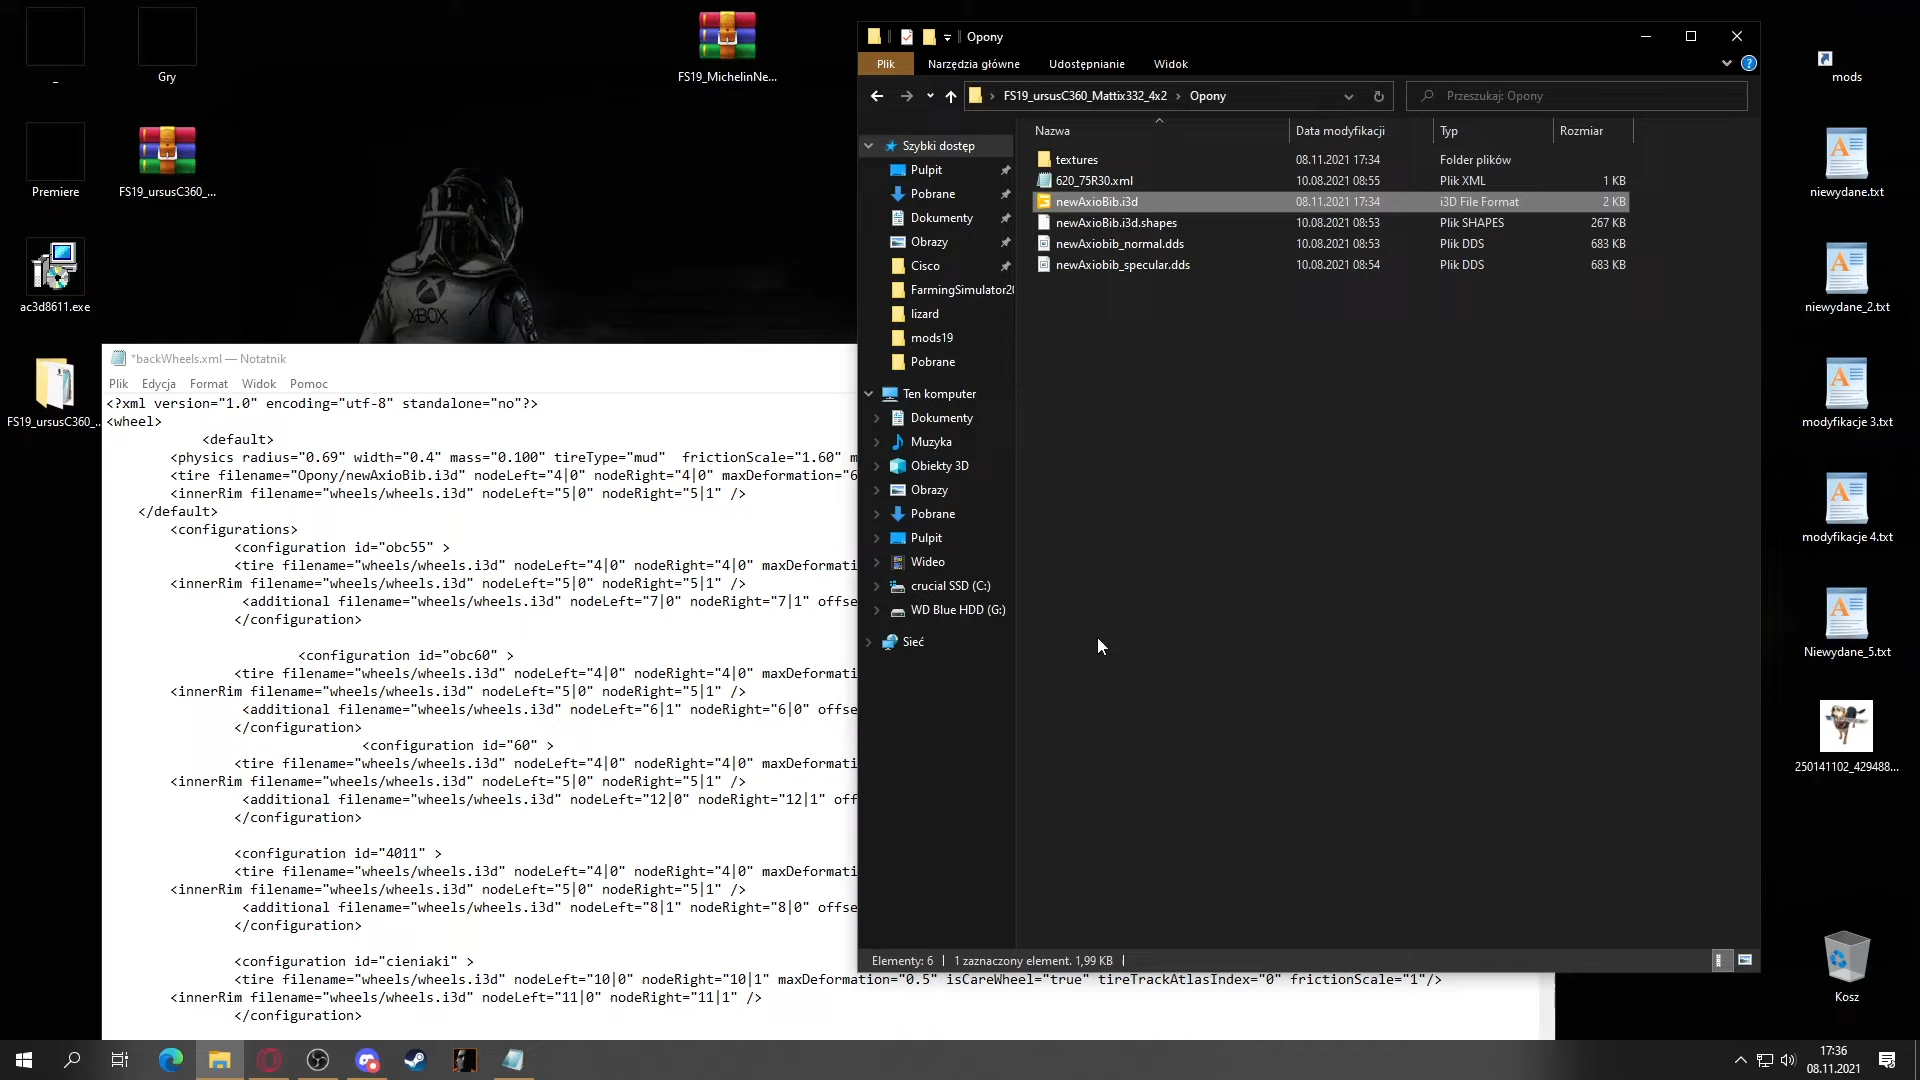 _
Gry
FS19_MichelinNe...
Premiere
FS19_ursusC360_...
ac3d8611.exe
FS19_ursusC360_...
XBOX
*backWheels.xml — Notatnik
Plik Edycja Format Widok Pomoc
<?xml version="1.0" encoding="utf-8" standalone="no"?>
<wheel>
<default>
<physics radius="0.69" width="0.4" mass="0.100" tireType="mud" frictionScale="1.60" m
<tire filename="Opony/newAxioBib.i3d" nodeLeft="4|0" nodeRight="4|0" maxDeformation="6
<innerRim filename="wheels/wheels.i3d" nodeLeft="5|0" nodeRight="5|1" />
</default>
<configurations>
<configuration id="obc55" >
<tire filename="wheels/wheels.i3d" nodeLeft="4|0" nodeRight="4|0" maxDeformati
<innerRim filename="wheels/wheels.i3d" nodeLeft="5|0" nodeRight="5|1" />
<additional filename="wheels/wheels.i3d" nodeLeft="7|0" nodeRight="7|1" offse
</configuration>
<configuration id="obc60" >
<tire filename="wheels/wheels.i3d" nodeLeft="4|0" nodeRight="4|0" maxDeformati
<innerRim filename="wheels/wheels.i3d" nodeLeft="5|0" nodeRight="5|1" />
<additional filename="wheels/wheels.i3d" nodeLeft="6|1" nodeRight="6|0" offse
</configuration>
<configuration id="60" >
<tire filename="wheels/wheels.i3d" nodeLeft="4|0" nodeRight="4|0" maxDeformati
<innerRim filename="wheels/wheels.i3d" nodeLeft="5|0" nodeRight="5|1" />
<additional filename="wheels/wheels.i3d" nodeLeft="12|0" nodeRight="12|1" off
</configuration>
<configuration id="4011" >
<tire filename="wheels/wheels.i3d" nodeLeft="4|0" nodeRight="4|0" maxDeformati
<innerRim filename="wheels/wheels.i3d" nodeLeft="5|0" nodeRight="5|1" />
<additional filename="wheels/wheels.i3d" nodeLeft="8|1" nodeRight="8|0" offse
</configuration>
<configuration id="cieniaki" >
<tire filename="wheels/wheels.i3d" nodeLeft="10|0" nodeRight="10|1" maxDeformation="0.5" isCareWheel="true" tireTrackAtlasIndex="0" frictionScale="1"/>
<innerRim filename="wheels/wheels.i3d" nodeLeft="11|0" nodeRight="11|1" />
</configuration>
Opony
Plik Narzędzia główne Udostępnianie Widok
FS19_ursusC360_Mattix332_4x2 › Opony
Przeszukaj: Opony
Szybki dostęp
Pulpit
Pobrane
Dokumenty
Obrazy
Cisco
FarmingSimulator20
lizard
mods19
Pobrane
Ten komputer
Dokumenty
Muzyka
Obiekty 3D
Obrazy
Pobrane
Pulpit
Wideo
crucial SSD (C:)
WD Blue HDD (G:)
Sieć
Nazwa Data modyfikacji Typ Rozmiar
textures 08.11.2021 17:34 Folder plików
620_75R30.xml 10.08.2021 08:55 Plik XML 1 KB
newAxioBib.i3d 08.11.2021 17:34 i3D File Format 2 KB
newAxioBib.i3d.shapes 10.08.2021 08:53 Plik SHAPES 267 KB
newAxiobib_normal.dds 10.08.2021 08:53 Plik DDS 683 KB
newAxiobib_specular.dds 10.08.2021 08:54 Plik DDS 683 KB
Elementy: 6 1 zaznaczony element. 1,99 KB
mods
niewydane.txt
niewydane_2.txt
modyfikacje 3.txt
modyfikacje 4.txt
Niewydane_5.txt
250141102_429488...
Kosz
17:36
08.11.2021